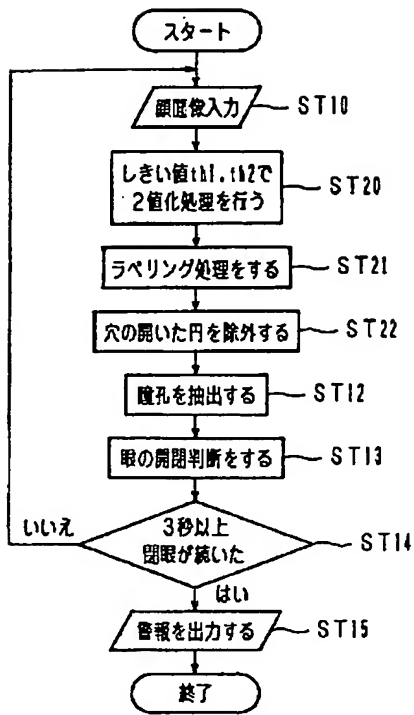 スタート
顔画像入力
ST10
しきい値th1,th2で
2値化処理を行う
ST20
ラベリング処理をする
ST21
穴の開いた円を除外する
ST22
瞳孔を抽出する
ST12
眼の開閉判断をする
ST13
いいえ
3秒以上
閉眼が続いた
ST14
はい
警報を出力する
ST15
終了